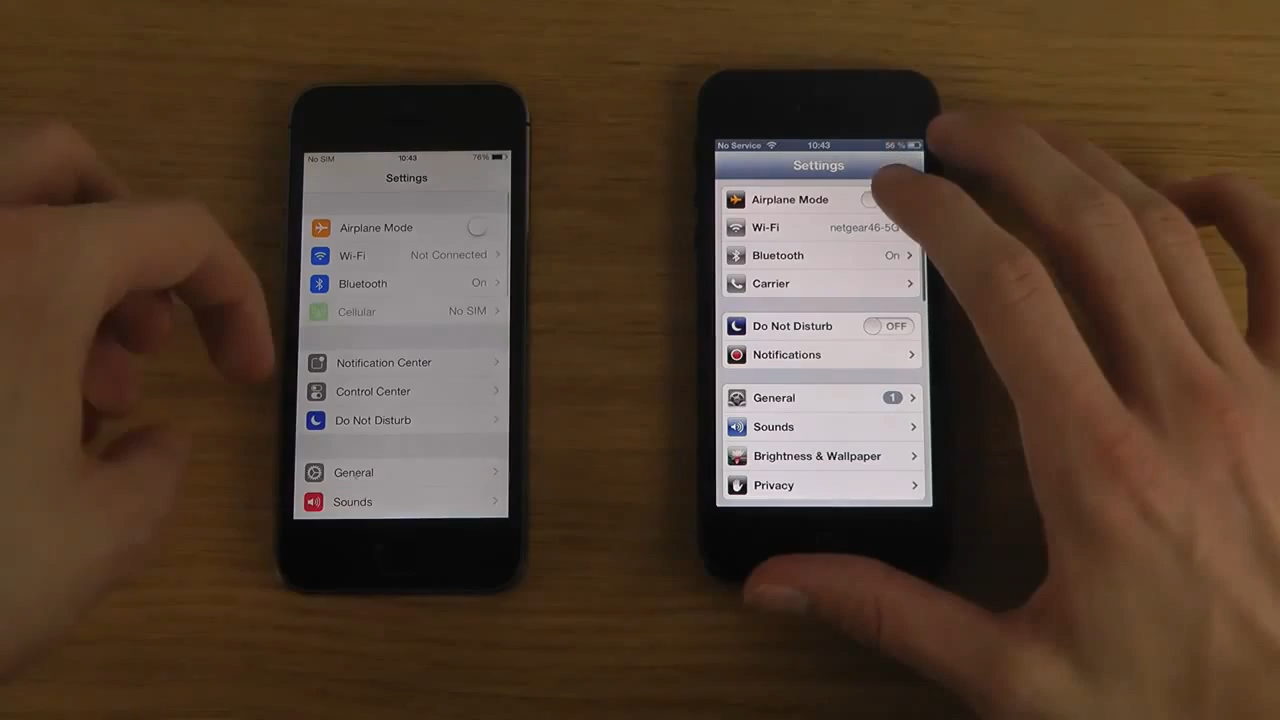 No SIM 10:43 76%
Settings
Airplane Mode
Wi-Fi Not Connected
Bluetooth On
Cellular No SIM
Notification Center
Control Center
Do Not Disturb
General
Sounds
No Service 10:43 56 %
Settings
Airplane Mode
Wi-Fi netgear46-5G
Bluetooth On
Carrier
Do Not Disturb OFF
Notifications
General 1
Sounds
Brightness & Wallpaper
Privacy